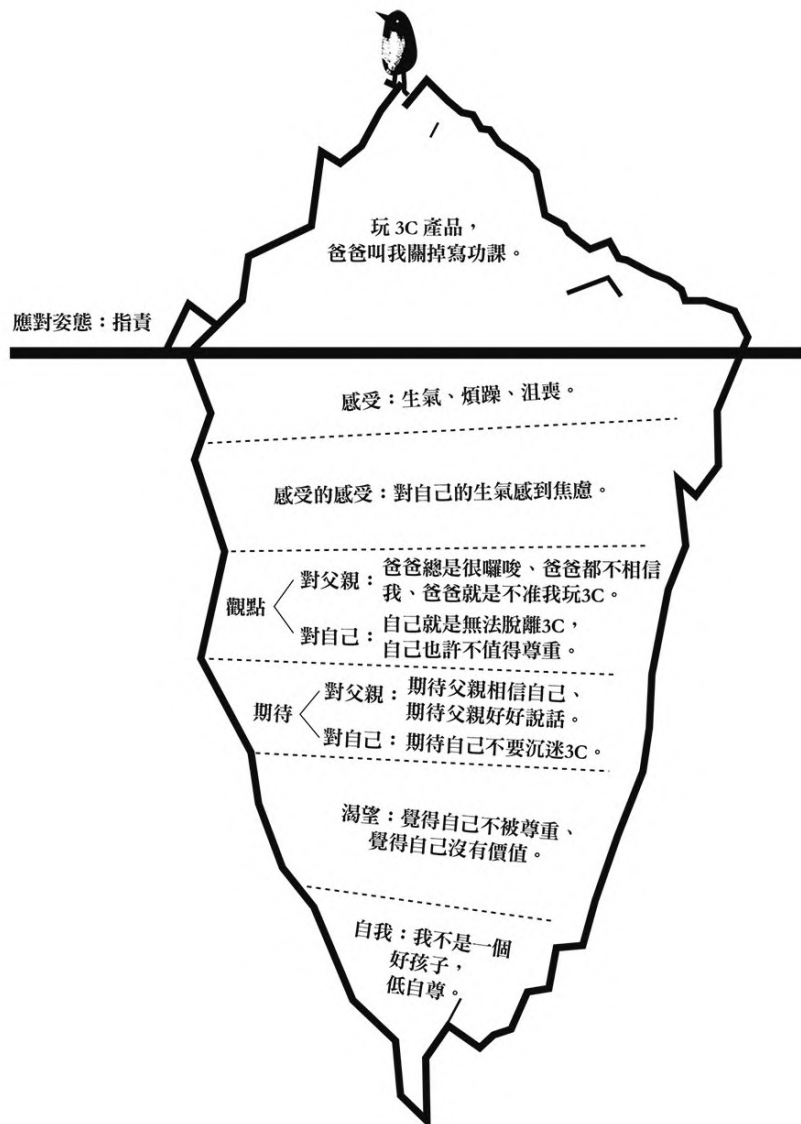 玩 3C 產品，
爸爸叫我關掉寫功課。
應對姿態：指責
感受：生氣、煩躁、沮喪。
感受的感受：對自己的生氣感到焦慮。
觀點
對父親：爸爸總是很囉唆、爸爸都不相信
我、爸爸就是不准我玩3C。
對自己：自己就是無法脫離3C，
自己也許不值得尊重。
期待
對父親：期待父親相信自己、
期待父親好好說話。
對自己：期待自己不要沉迷3C。
渴望：覺得自己不被尊重、
覺得自己沒有價值。
自我：我不是一個
好孩子，
低自尊。